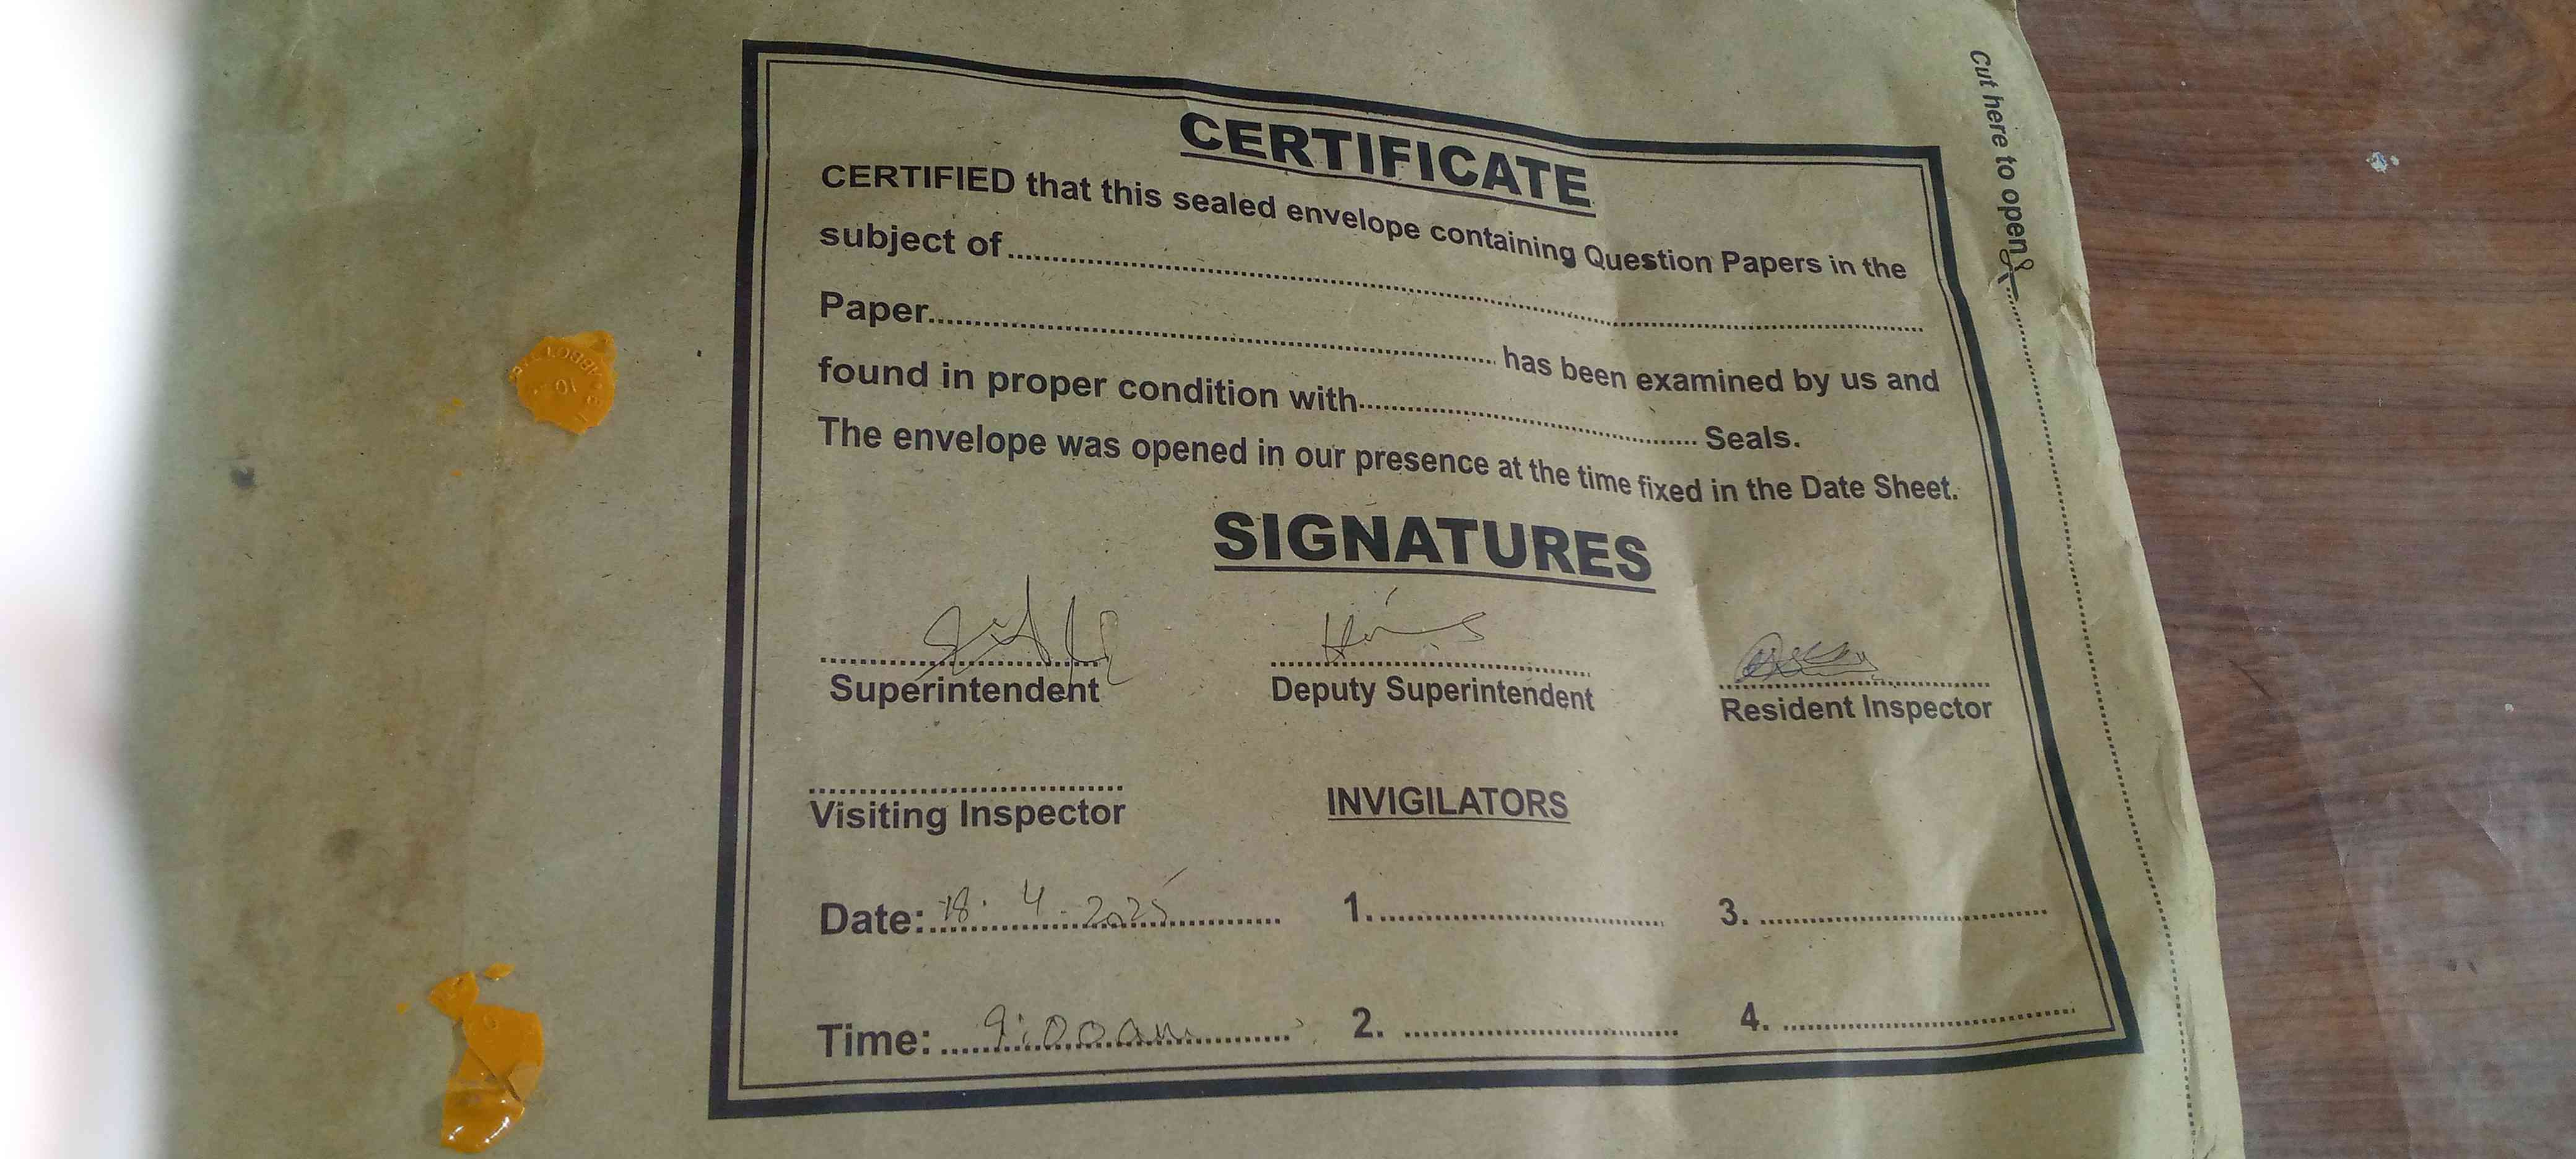 CERTIFICATE
CERTIFIED that this sealed envelope containing Question Papers in the
subject of
Paper has been examined by us and
found in proper condition with Seals.
The envelope was opened in our presence at the time fixed in the Date Sheet.
SIGNATURES
Superintendent Deputy Superintendent Resident Inspector
Visiting Inspector INVIGILATORS
Date: 18. 4 - 2025 1. 3.
Time: 9:00am 2. 4.
Cut here to open